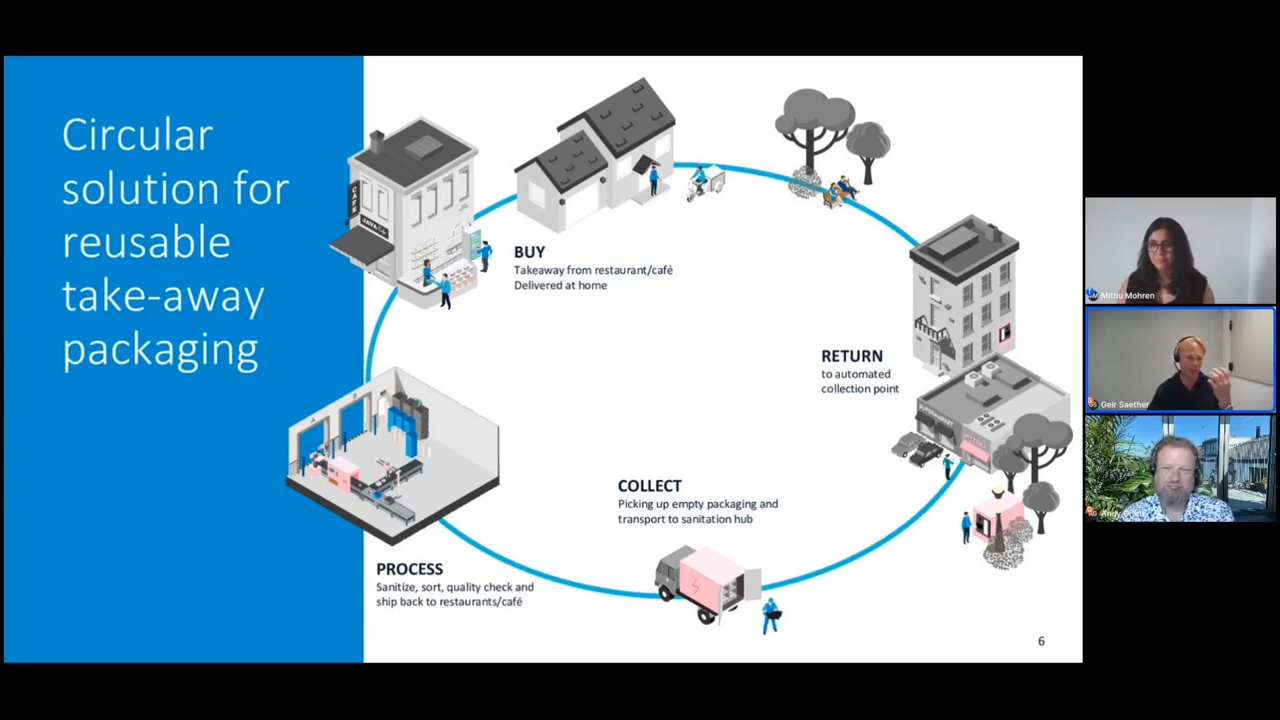 Circular
solution for
reusable
take-away
packaging
CAFE
JAVA
BUY
Takeaway from restaurant/café
Delivered at home
RETURN
to automated
collection point
COLLECT
Picking up empty packaging and
transport to sanitation hub
PROCESS
Sanitize, sort, quality check and
ship back to restaurants/café
6
Mithu Mohren
Geir Saether
Andy